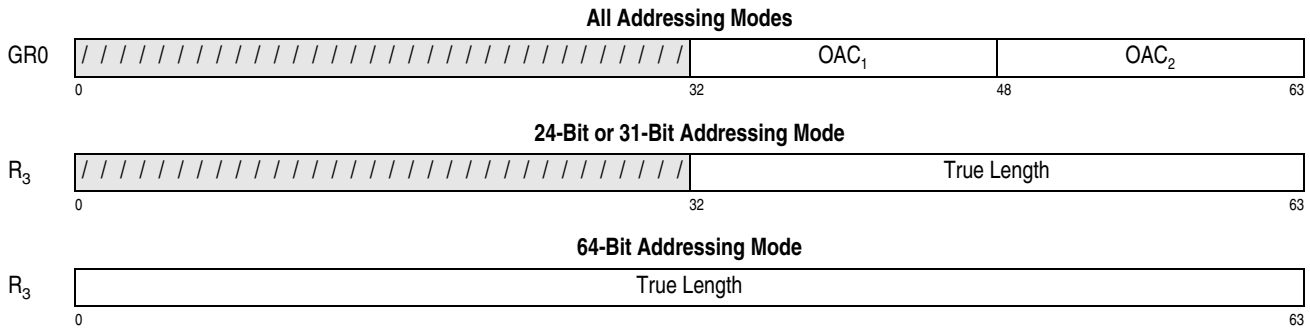 All Addressing Modes
GR0 / / / / / / / / / / / / / / / / / / / / / / / / / / / / / / / / OAC₁ OAC₂
0 32 48 63
24-Bit or 31-Bit Addressing Mode
R₃ / / / / / / / / / / / / / / / / / / / / / / / / / / / / / / / / True Length
0 32 63
64-Bit Addressing Mode
R₃ True Length
0 63